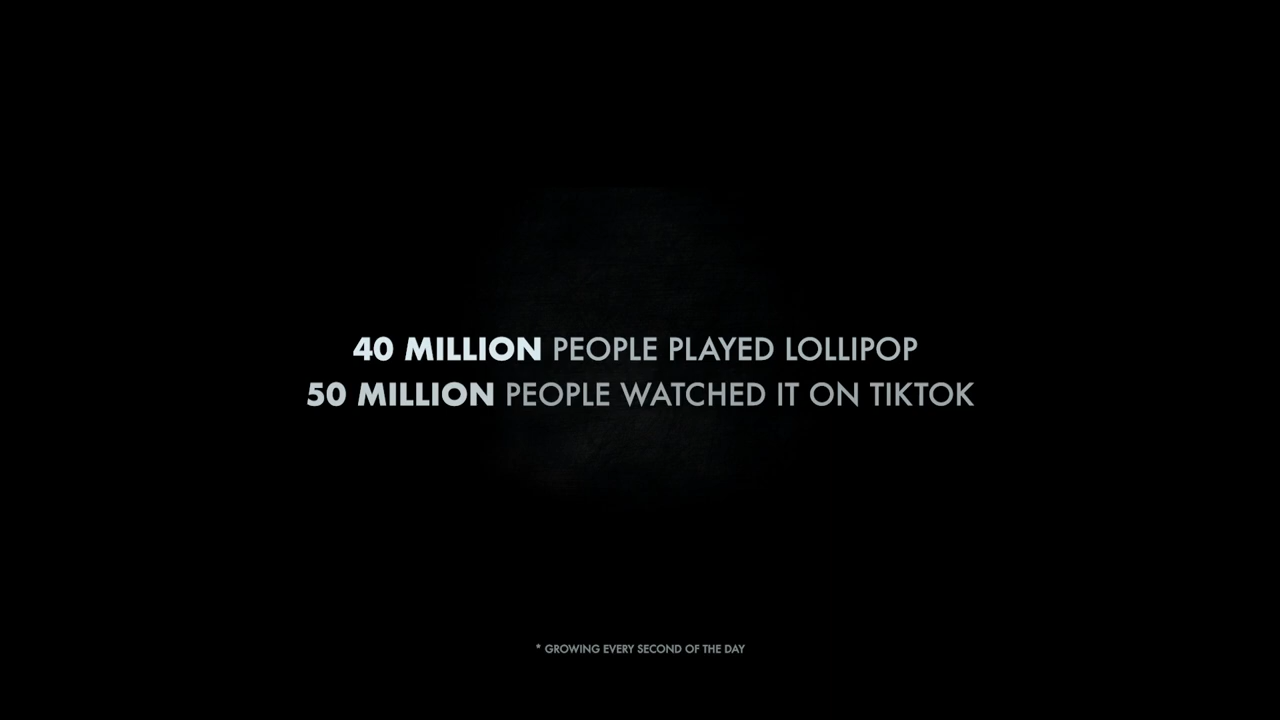 40 MILLION PEOPLE PLAYED LOLLIPOP
50 MILLION PEOPLE WATCHED IT ON TIKTOK
* GROWING EVERY SECOND OF THE DAY